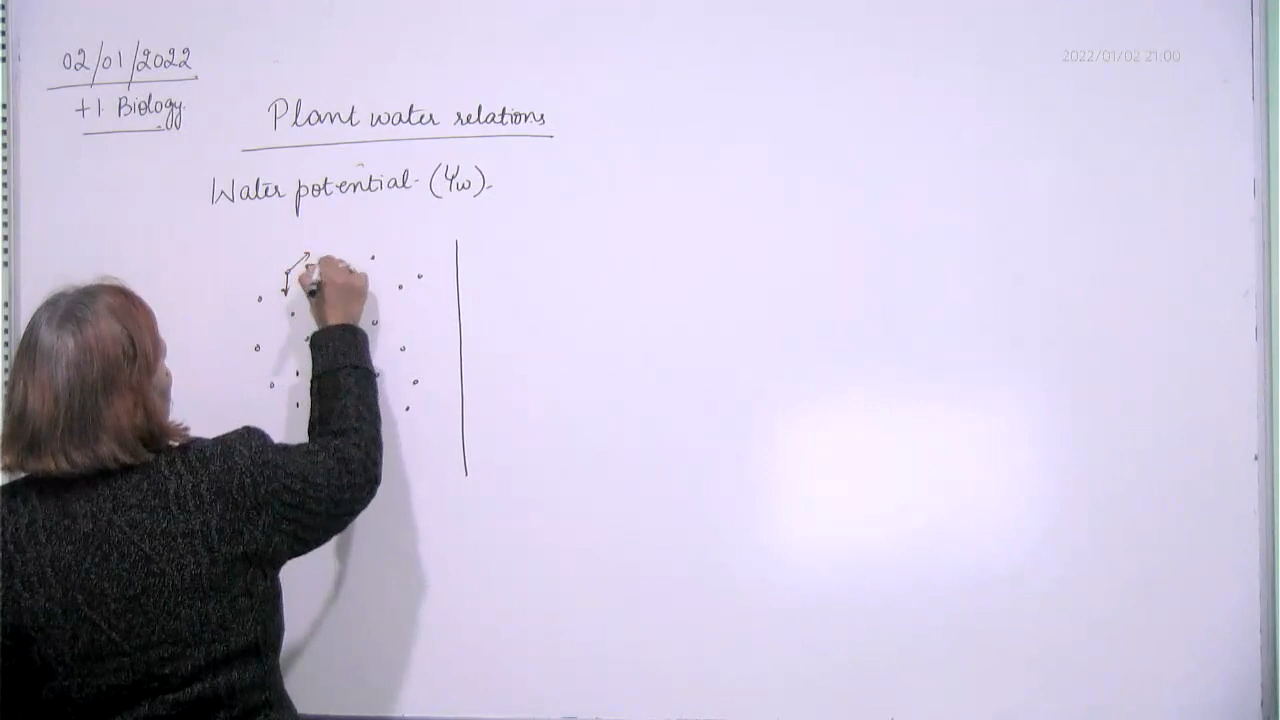 02/01/2022
2022/01/02 21:00
+1 Biology.
Plant water relations
Water potential - (Ψw).